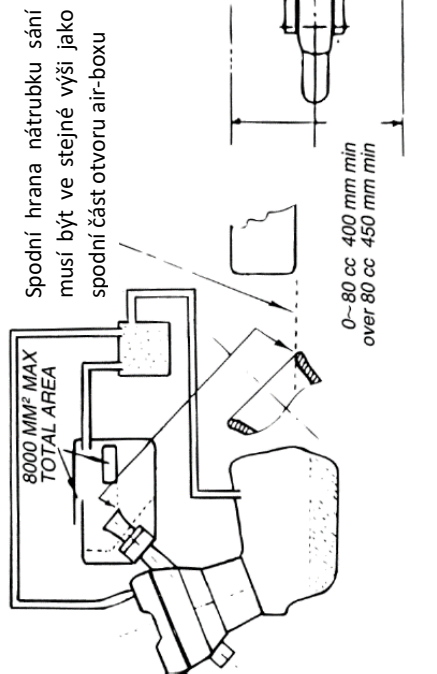 Spodní hrana nátrubku sání
musí být ve stejné výši jako
spodní část otvoru air-boxu
8000 MM² MAX
TOTAL AREA
0~80 cc 400 mm min
over 80 cc 450 mm min